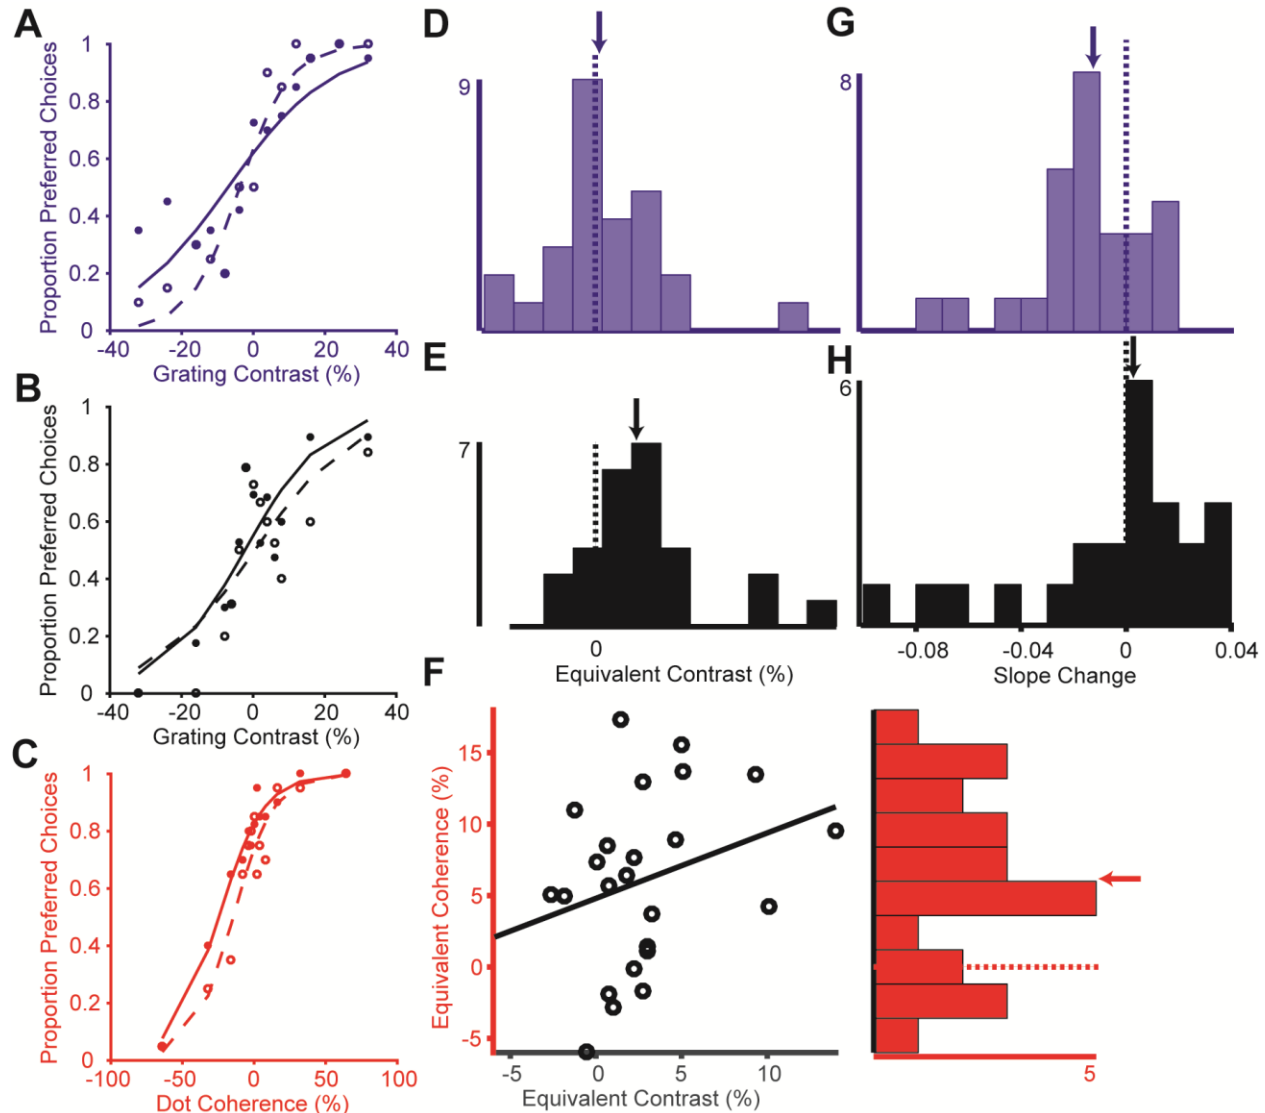 A
Proportion Preferred Choices
1
0.8
0.6
0.4
0.2
0
-40 -20 0 20 40
Grating Contrast (%)
B
Proportion Preferred Choices
1
0.8
0.6
0.4
0.2
0
-40 -20 0 20 40
Grating Contrast (%)
C
Proportion Preferred Choices
1
0.8
0.6
0.4
0.2
0
-100 -50 0 50 100
Dot Coherence (%)
D
9
E
7
0
Equivalent Contrast (%)
F
Equivalent Coherence (%)
15
10
5
0
-5
-5 0 5 10
Equivalent Contrast (%)
5
G
8
H
6
-0.08 -0.04 0 0.04
Slope Change